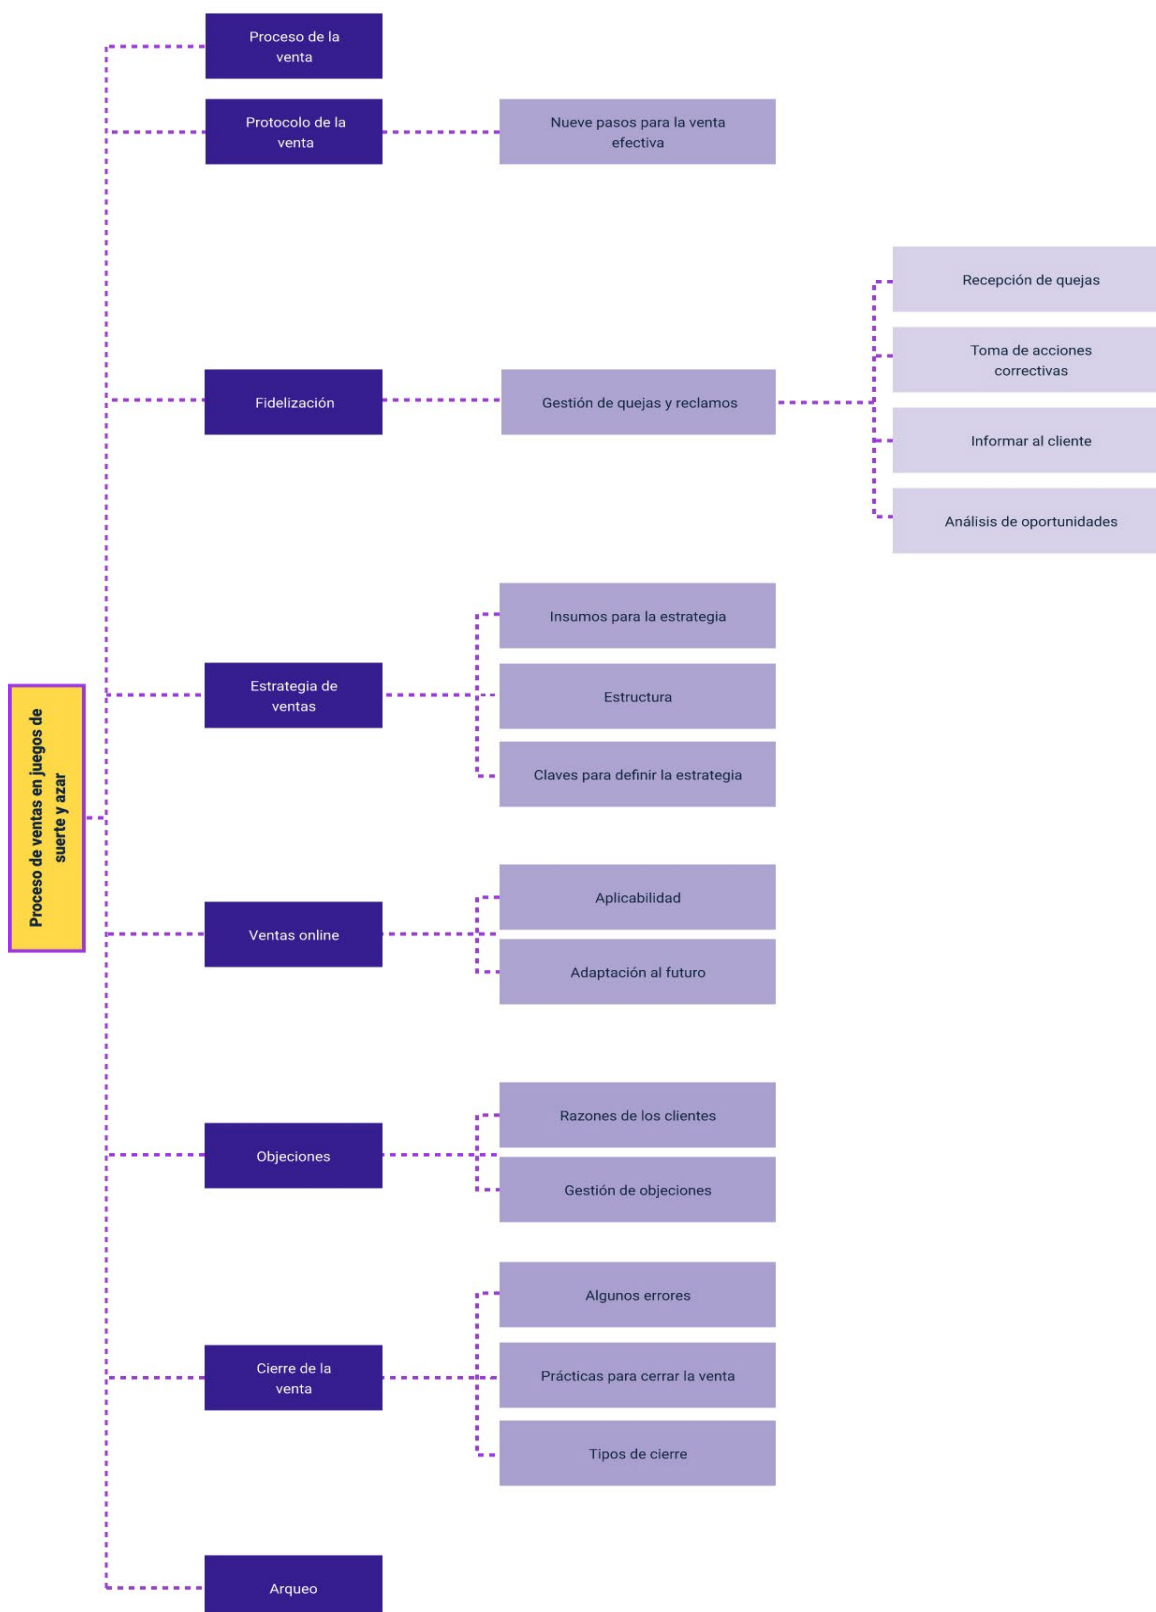 Proceso de la
venta
Protocolo de la
venta
Nueve pasos para la venta
efectiva
Recepción de quejas
Toma de acciones
correctivas
Fidelización
Gestión de quejas y reclamos
Informar al cliente
Análisis de oportunidades
Insumos para la estrategia
Estrategia de
ventas
Estructura
Claves para definir la estrategia
Proceso de ventas en juegos de
suerte y azar
Aplicabilidad
Ventas online
Adaptación al futuro
Razones de los clientes
Objeciones
Gestión de objeciones
Algunos errores
Cierre de la
venta
Prácticas para cerrar la venta
Tipos de cierre
Arqueo